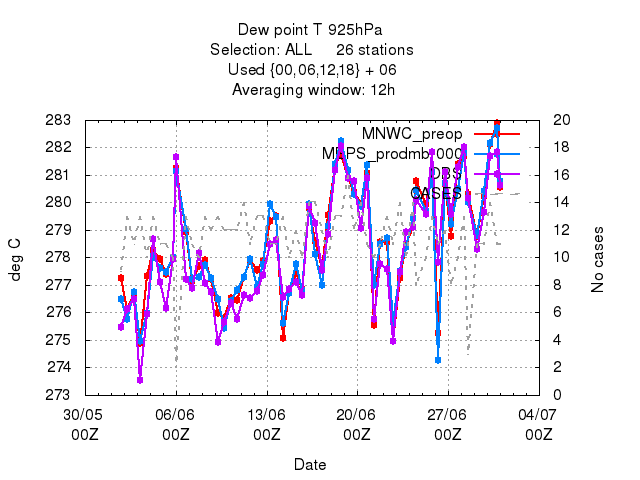 Dew point T 925hPa
Selection: ALL 26 stations
Used {00,06,12,18} + 06
Averaging window: 12h
283 20
282 18
281 16
280 14
279 12
278 10
277 8
276 6
275 4
274 2
273 0
MNWC_preop
OBS
CASES
deg C
No cases
30/05 06/06 13/06 20/06 27/06 04/07
00Z 00Z 00Z 00Z 00Z 00Z
Date